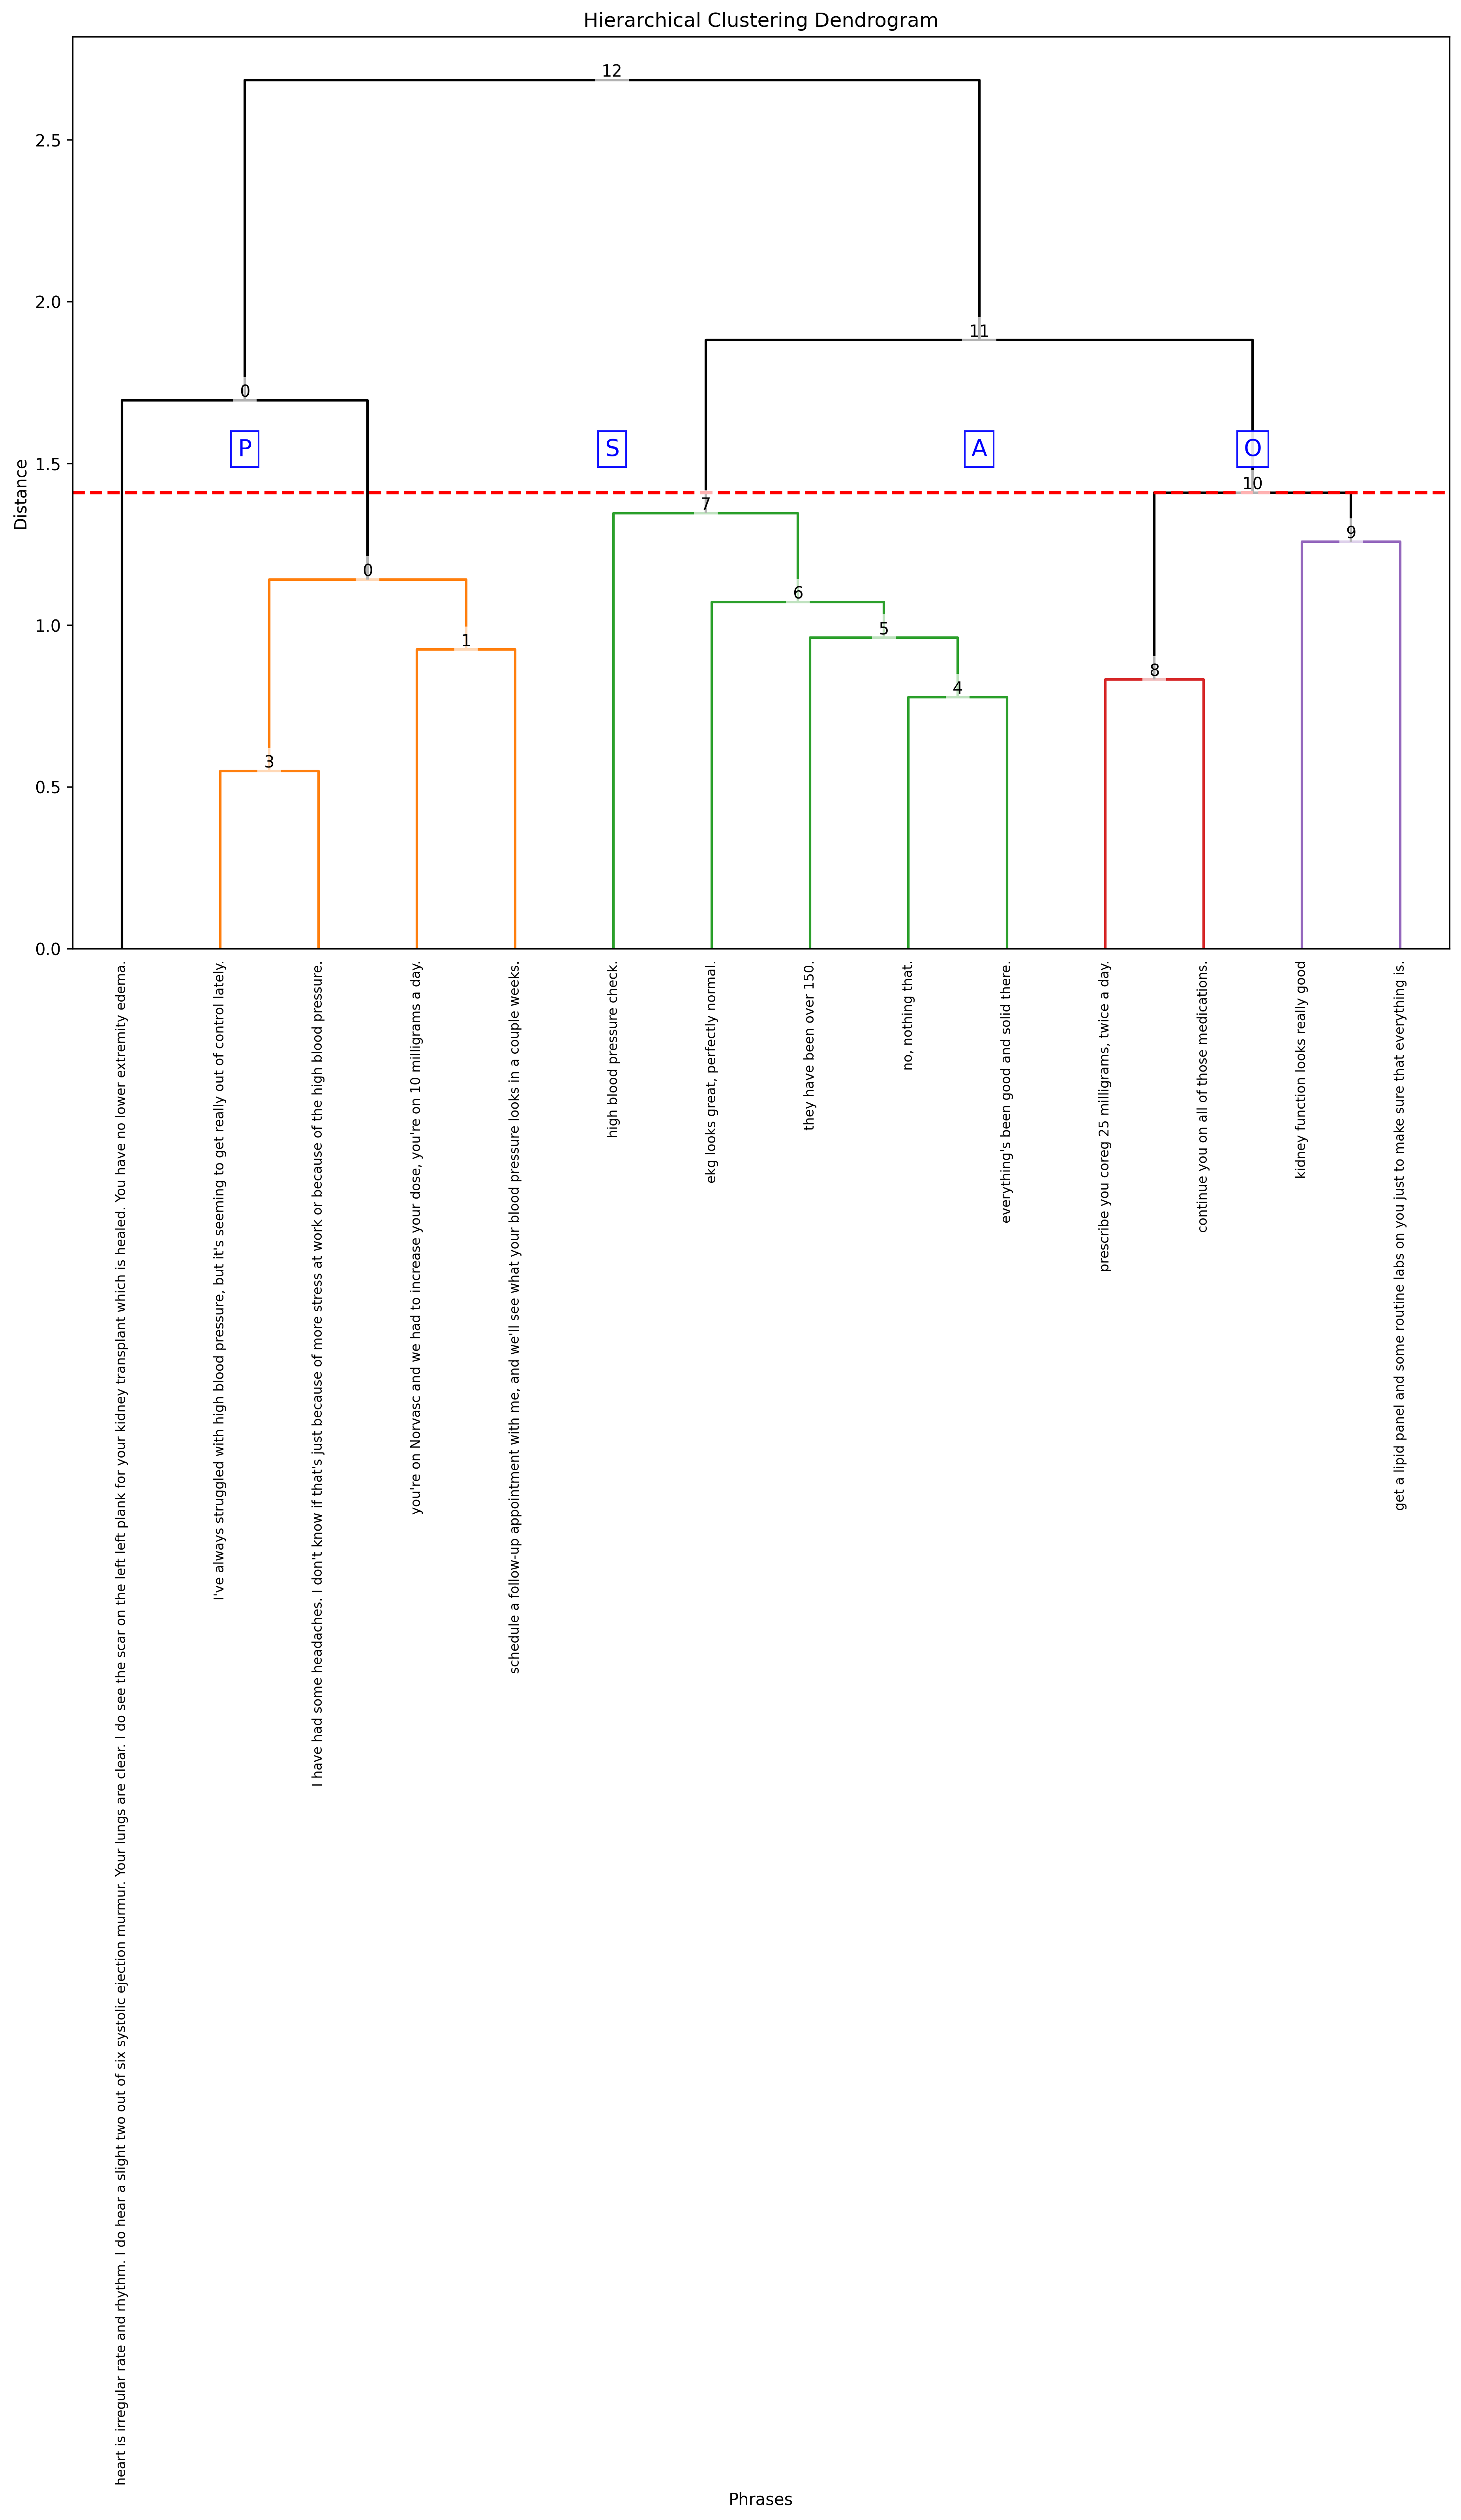 Hierarchical Clustering Dendrogram
12
2.5
2.0
11
0
P
S
A
O
1.5
10
7
9
Distance
0
6
1.0
5
1
8
4
3
0.5
0.0
heart is irregular rate and rhythm. I do hear a slight two out of six systolic ejection murmur. Your lungs are clear. I do see the scar on the left left plank for your kidney transplant which is healed. You have no lower extremity edema.
I've always struggled with high blood pressure, but it's seeming to get really out of control lately.
I have had some headaches. I don't know if that's just because of more stress at work or because of the high blood pressure.
you're on Norvasc and we had to increase your dose, you're on 10 milligrams a day.
schedule a follow-up appointment with me, and we'll see what your blood pressure looks in a couple weeks.
high blood pressure check.
ekg looks great, perfectly normal.
they have been over 150.
no, nothing that.
everything's been good and solid there.
prescribe you coreg 25 milligrams, twice a day.
continue you on all of those medications.
kidney function looks really good
get a lipid panel and some routine labs on you just to make sure that everything is.
Phrases